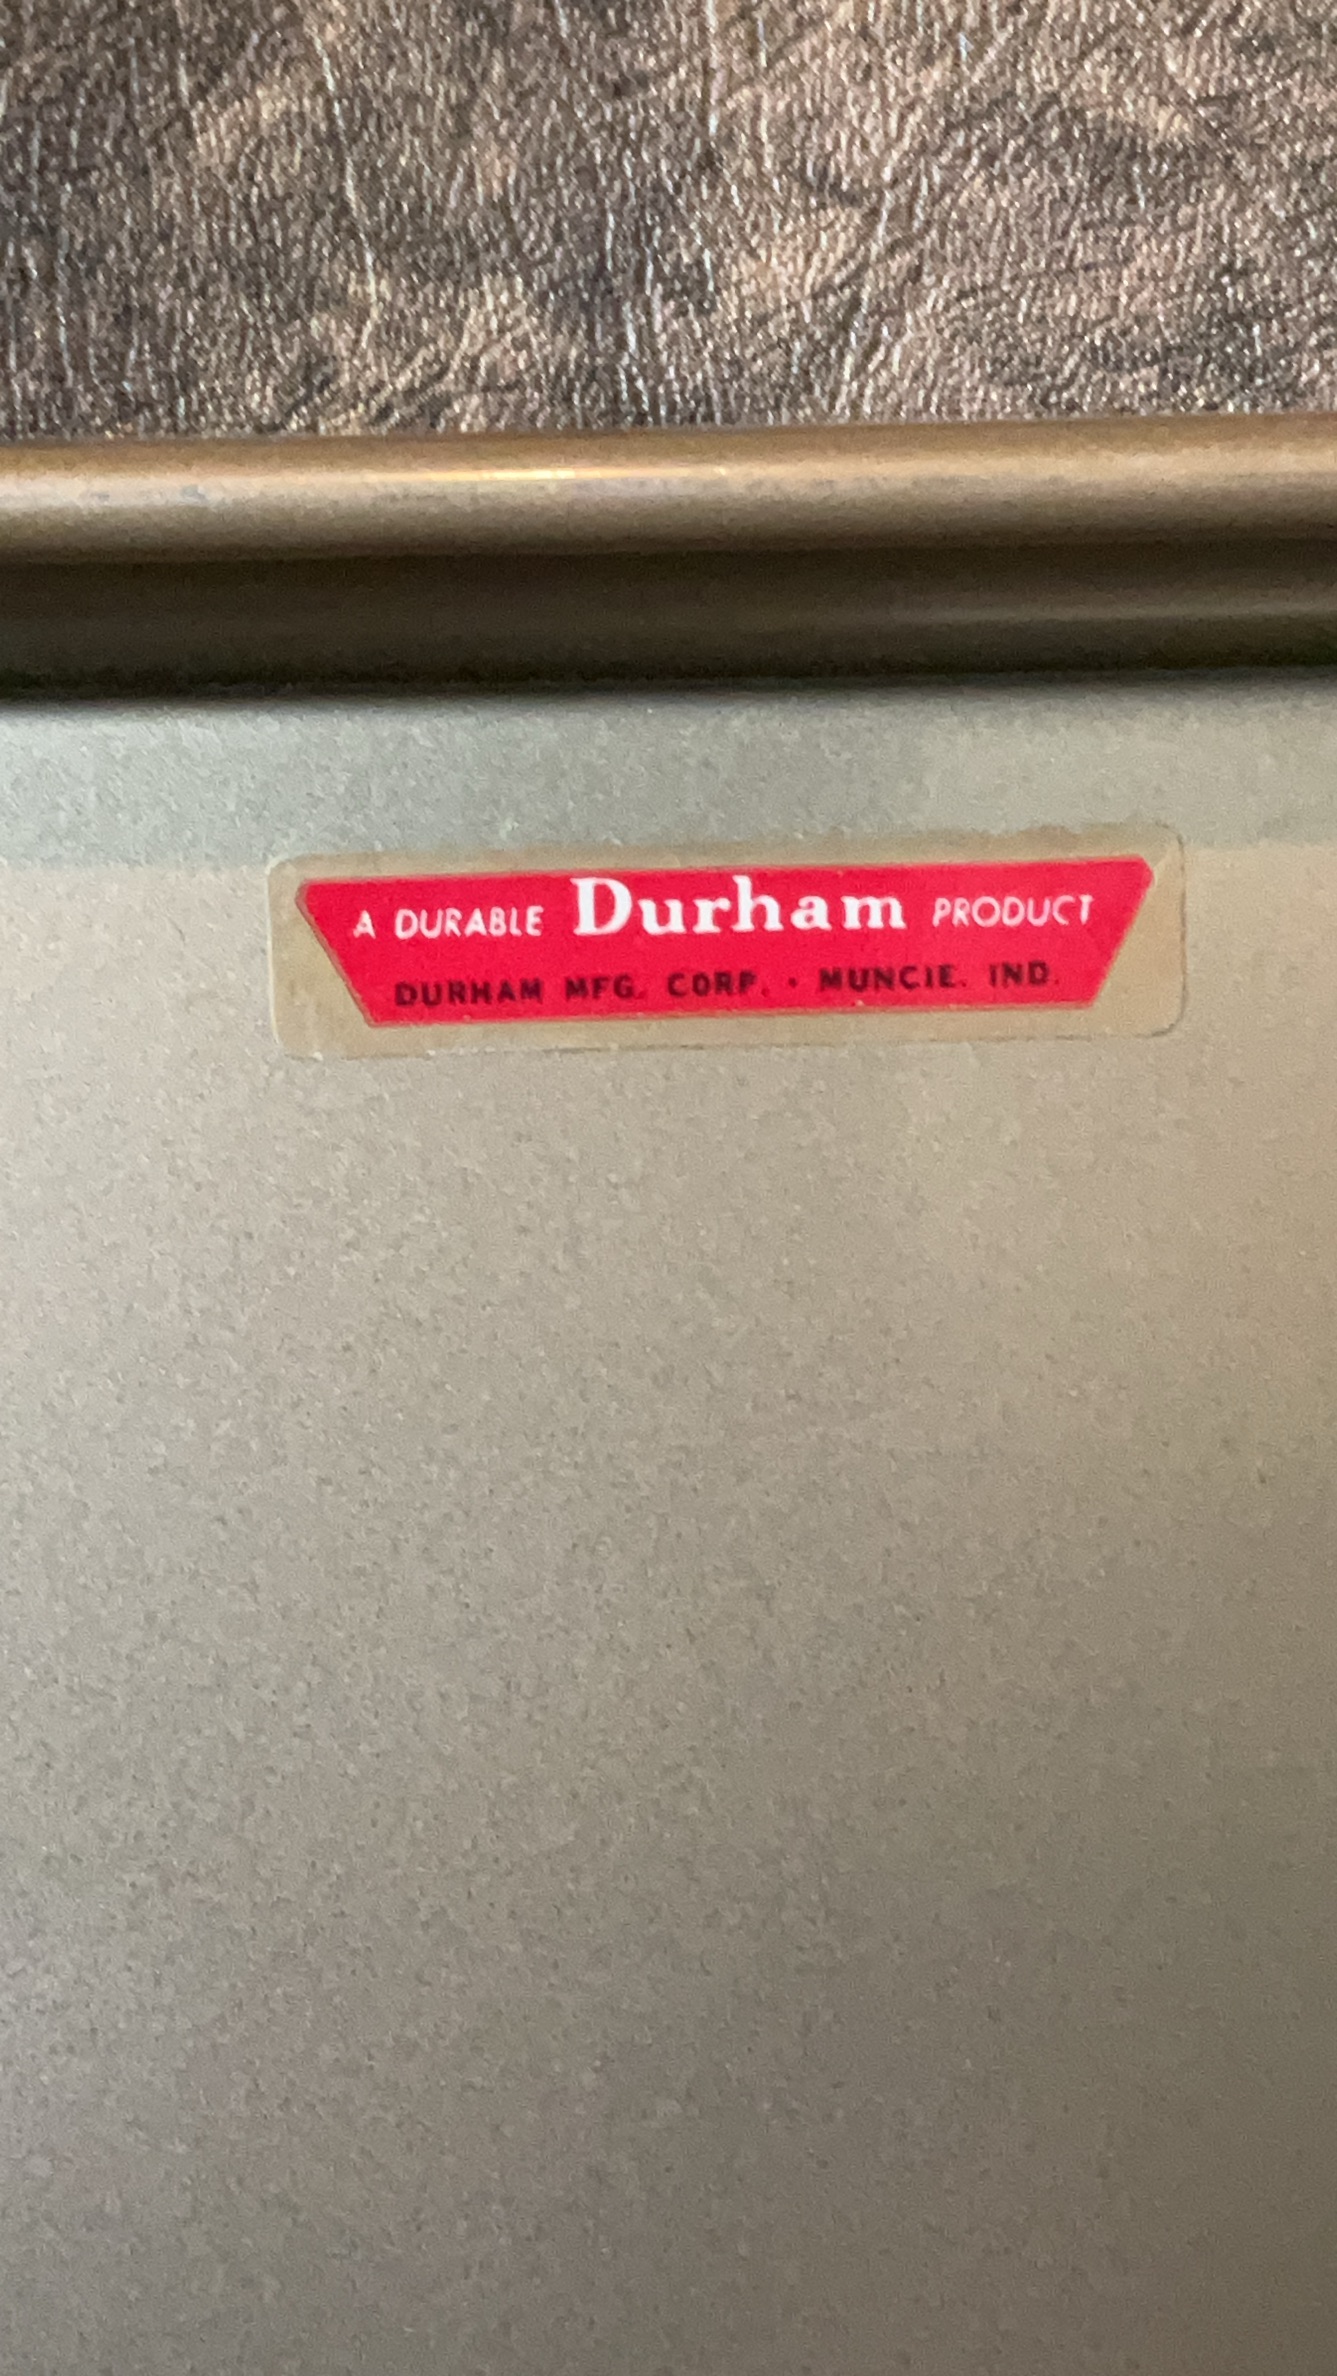 A DURABLE Durham PRODUCT
DURHAM MFG. CORP. • MUNCIE. IND.